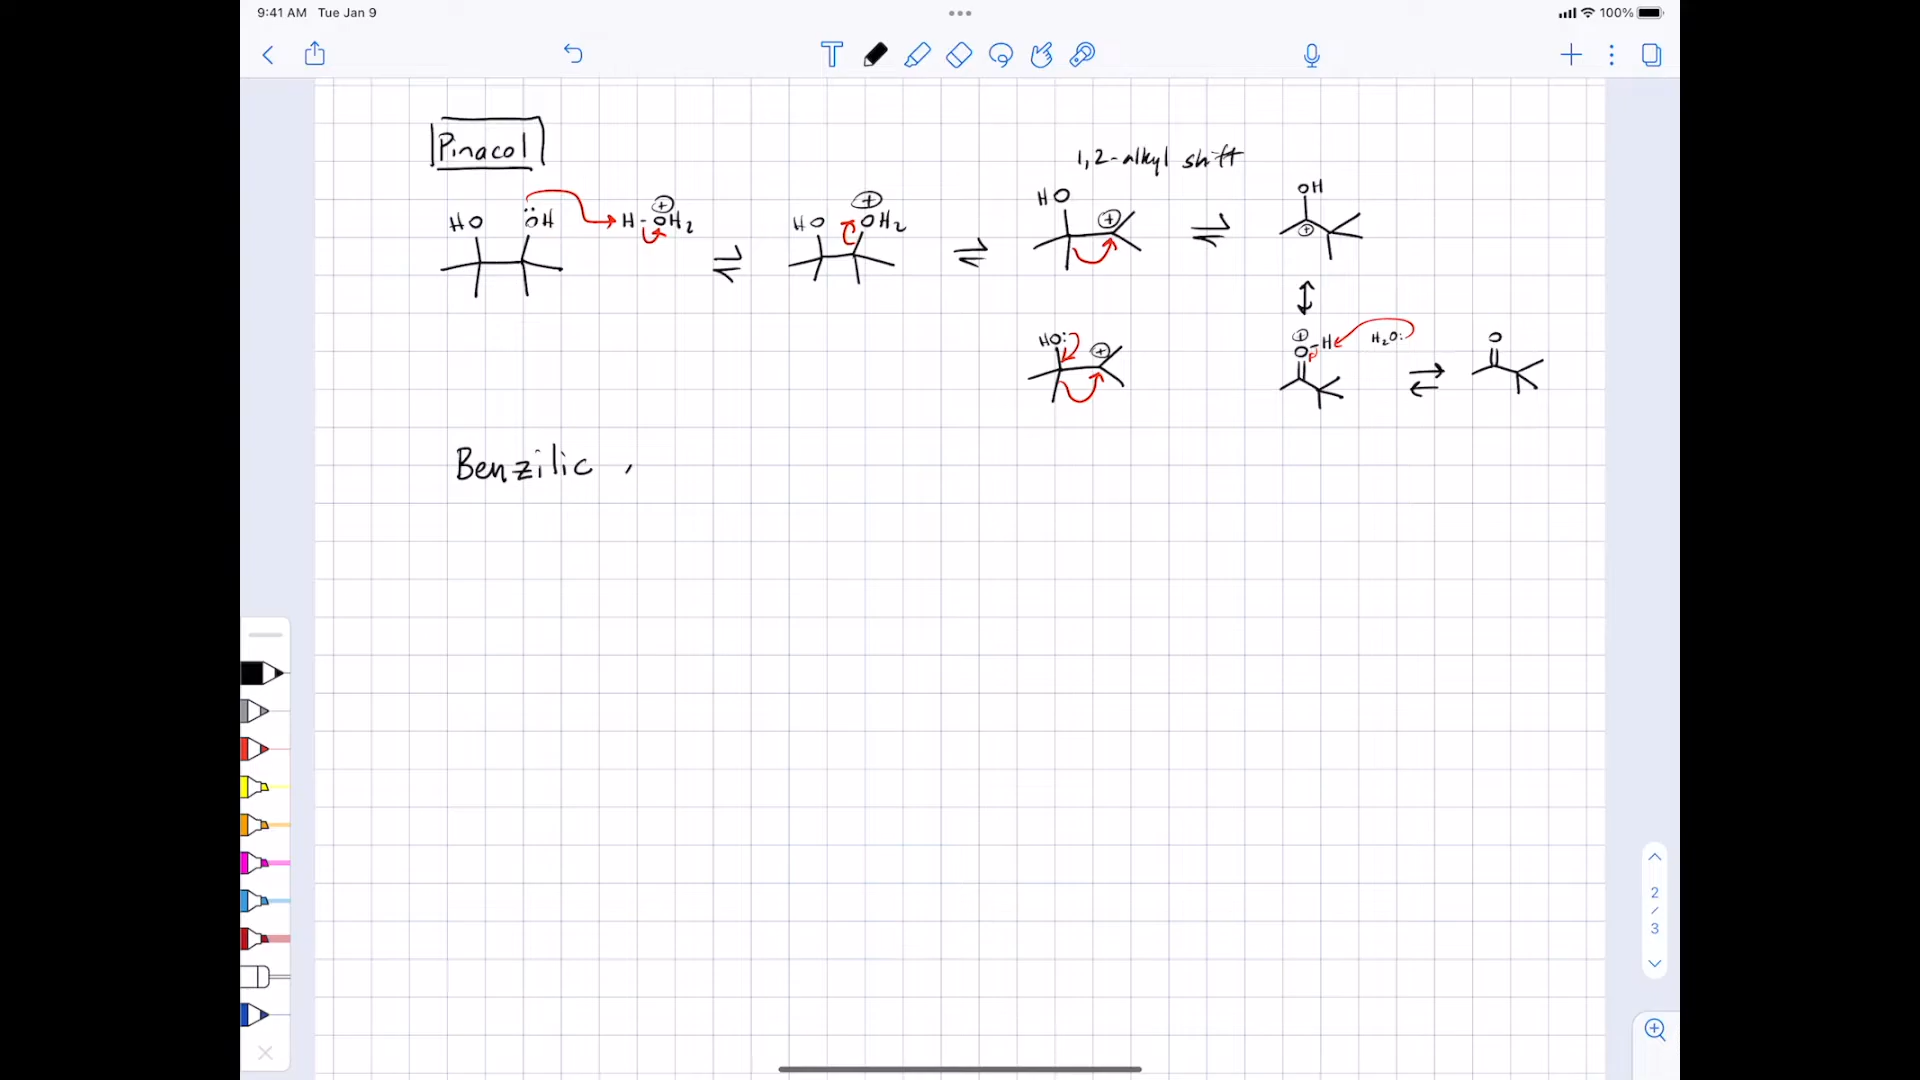 9:41 AM Tue Jan 9
100%
Pinacol
1,2-alkyl shift
HO ÖH H-OH2 ⊕
HO OH2 ⊕
HO ⊕
OH ⊕
HO: ⊕
⊕ O-H H2O:
O
Benzilic
2
/
3